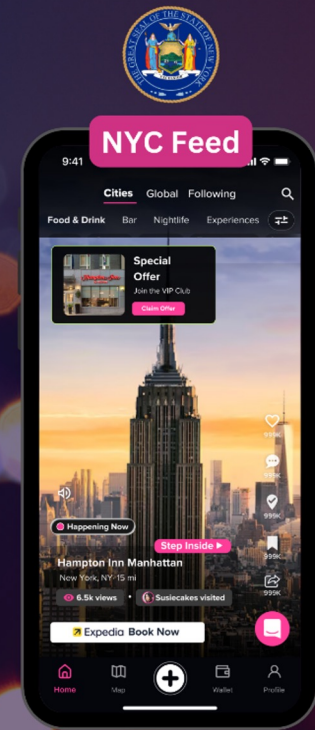 THE GREAT SEAL OF THE STATE OF NEW YORK
NYC Feed
9:41
Cities Global Following
Food & Drink Bar Nightlife Experiences
Special
Offer
Join the VIP Club
Claim Offer
999K
999K
999K
999K
999K
Happening Now
Step Inside
Hampton Inn Manhattan
New York, NY·15 mi
6.5k views • Susiecakes visited
Expedia Book Now
Home Map Wallet Profile